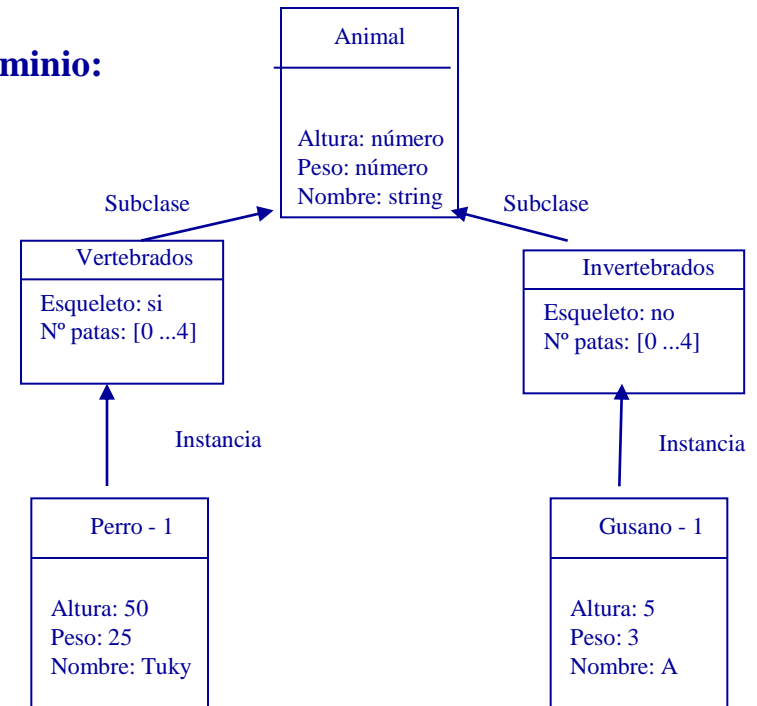 minio:
Animal
Altura: número
Peso: número
Nombre: string
Subclase
Subclase
Vertebrados
Esqueleto: si
Nº patas: [0 ...4]
Invertebrados
Esqueleto: no
Nº patas: [0 ...4]
Instancia
Instancia
Perro - 1
Altura: 50
Peso: 25
Nombre: Tuky
Gusano - 1
Altura: 5
Peso: 3
Nombre: A